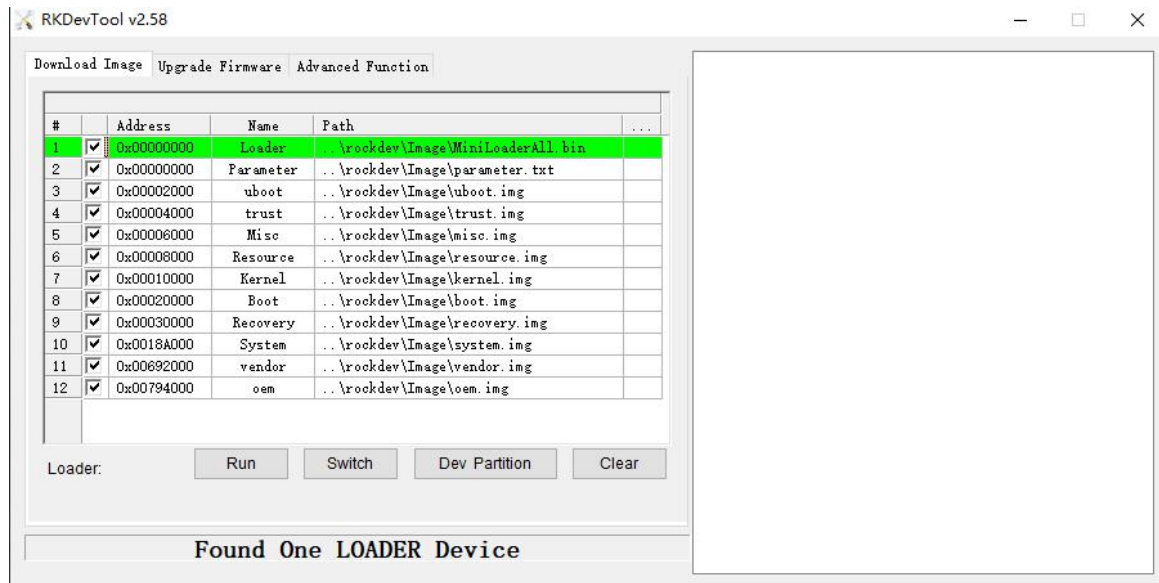 RKDevTool v2.58
Download Image Upgrade Firmware Advanced Function
# Address Name Path ...
1 0x00000000 Loader ..\rockdev\Image\MiniLoaderAll.bin
2 0x00000000 Parameter ..\rockdev\Image\parameter.txt
3 0x00002000 uboot ..\rockdev\Image\uboot.img
4 0x00004000 trust ..\rockdev\Image\trust.img
5 0x00006000 Misc ..\rockdev\Image\misc.img
6 0x00008000 Resource ..\rockdev\Image\resource.img
7 0x00010000 Kernel ..\rockdev\Image\kernel.img
8 0x00020000 Boot ..\rockdev\Image\boot.img
9 0x00030000 Recovery ..\rockdev\Image\recovery.img
10 0x0018A000 System ..\rockdev\Image\system.img
11 0x00692000 vendor ..\rockdev\Image\vendor.img
12 0x00794000 oem ..\rockdev\Image\oem.img
Loader: Run Switch Dev Partition Clear
Found One LOADER Device